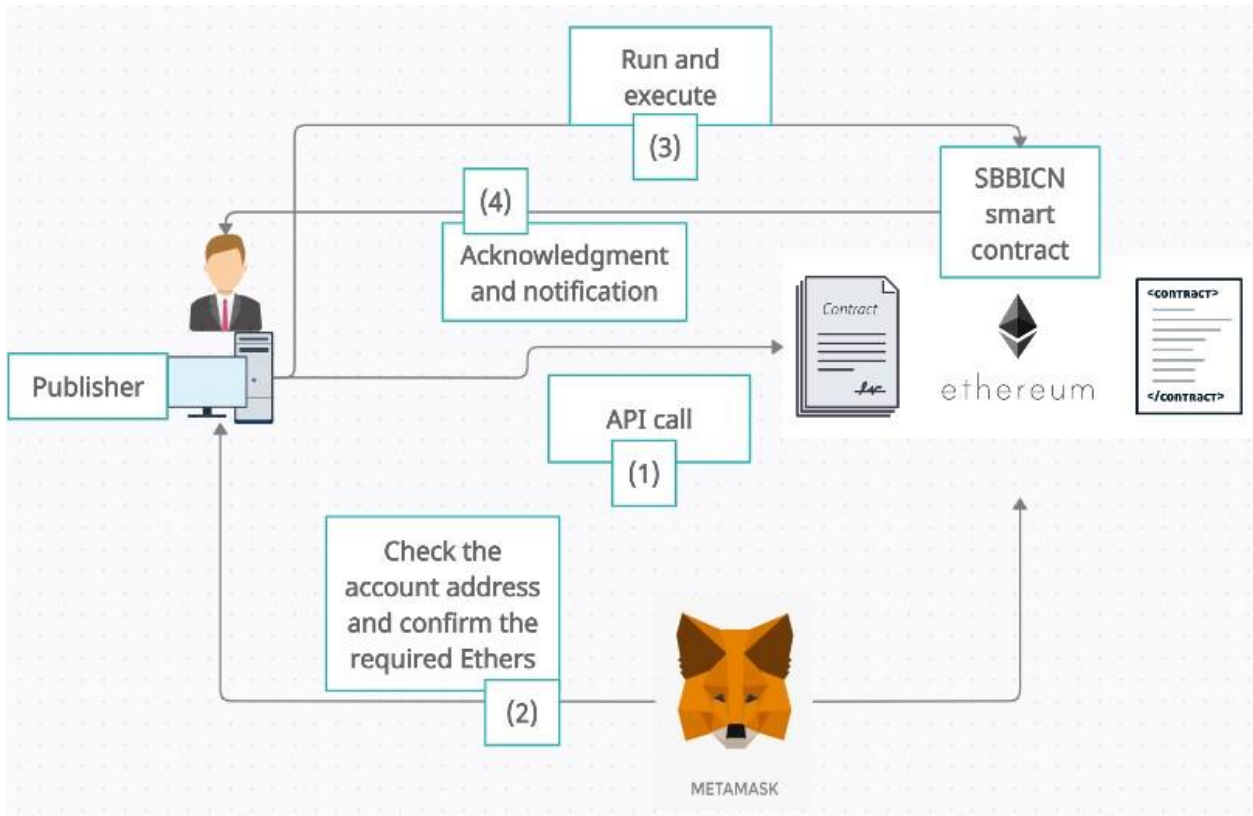 Run and
execute
(3)
SBBICN
smart
contract
(4)
Acknowledgment
and notification
Contract
<CONTRACT>
ethereum
</CONTRACT>
Publisher
API call
(1)
Check the
account address
and confirm the
required Ethers
(2)
METAMASK